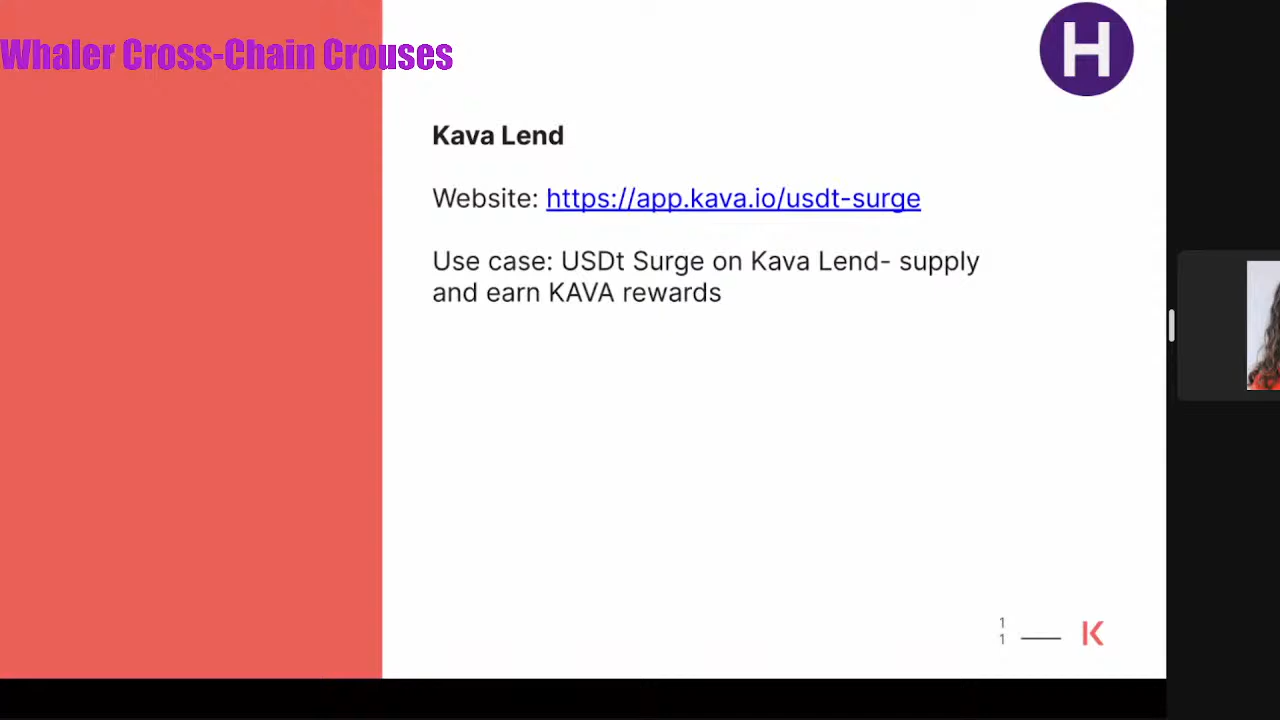 Whaler Cross-Chain Crouses
H
Kava Lend
Website: https://app.kava.io/usdt-surge
Use case: USDt Surge on Kava Lend- supply
and earn KAVA rewards
1
1
K